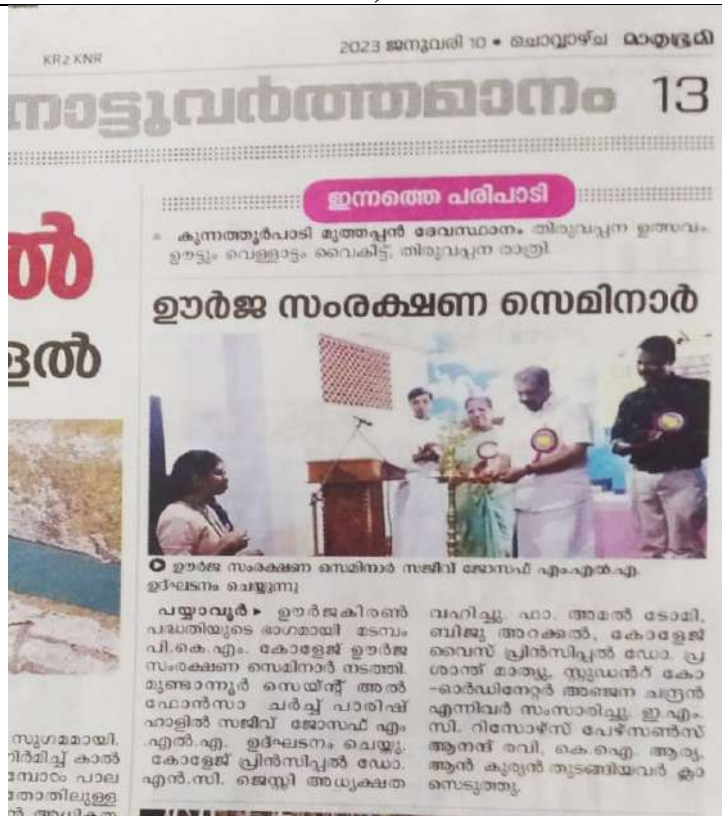 KR2 KNR
2023 ജനുവരി 10 • ചൊവ്വാഴ്ച മാതൃഭൂമി
നാട്ടുവർത്തമാനം 13
ഇന്നത്തെ പരിപാടി
കുന്നത്തൂർപാടി മുത്തപ്പൻ ദേവസ്ഥാനം തിരുവപ്പന ഉത്സവം.
ഊട്ടും വെള്ളാട്ടം വൈകിട്ട്, തിരുവപ്പന രാത്രി.
ഊർജ സംരക്ഷണ സെമിനാർ
ഊർജ സംരക്ഷണ സെമിനാർ സജീവ് ജോസഫ് എം.എൽ.എ.
ഉദ്ഘടനം ചെയ്യുന്നു
പയ്യാവൂർ ▸ ഊർജകിരൺ
പദ്ധതിയുടെ ഭാഗമായി മടമ്പം
പി.കെ.എം. കോളേജ് ഊർജ
സംരക്ഷണ സെമിനാർ നടത്തി.
മുണ്ടാന്നൂർ സെയ്ന്റ് അൽ
ഫോൻസാ ചർച്ച് പാരിഷ്
ഹാളിൽ സജീവ് ജോസഫ് എം
.എൽ.എ. ഉദ്ഘടനം ചെയ്തു.
കോളേജ് പ്രിൻസിപ്പൽ ഡോ.
എൻ.സി. ജെസ്സി അധ്യക്ഷത
വഹിച്ചു. ഫാ. അമൽ ടോമി,
ബിജു അറക്കൽ, കോളേജ്
വൈസ് പ്രിൻസിപ്പൽ ഡോ. പ്ര
ശാന്ത് മാത്യു, സ്റ്റുഡൻറ് കോ
-ഓർഡിനേറ്റർ അഞ്ജന ചന്ദ്രൻ
എന്നിവർ സംസാരിച്ചു. ഇ.എം.
സി. റിസോഴ്സ് പേഴ്സൺസ്
ആനന്ദ് രവി, കെ.ഐ. ആര്യ,
ആൻ കുര്യൻ തുടങ്ങിയവർ ക്ലാ
സെടുത്തു.
സുഗമമായി.
നിർമിച്ച് കാൽ
പാല
തോതിലുള്ള